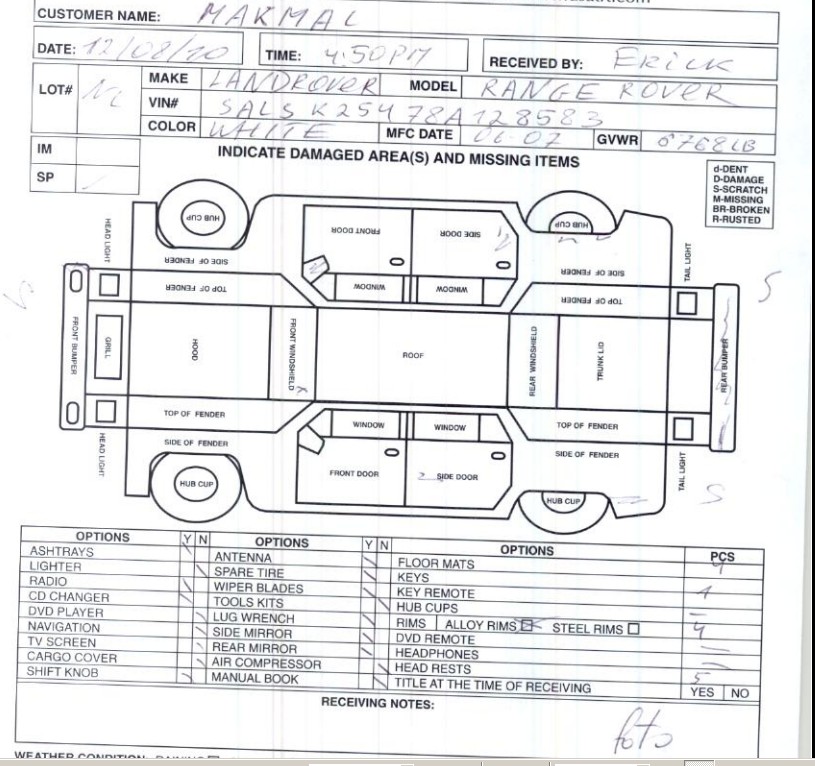 CUSTOMER NAME: MAKMAL
DATE: 12/08/10 TIME: 4:50PM RECEIVED BY: ERICK
LOT# MAKE LANDROVER MODEL RANGE ROVER
VIN# SALSK25478A128583
COLOR WHITE MFC DATE 06-07 GVWR 6768LB
IM
SP
INDICATE DAMAGED AREA(S) AND MISSING ITEMS
d-DENT
D-DAMAGE
S-SCRATCH
M-MISSING
BR-BROKEN
R-RUSTED
HUB CUP HUB CUP
HEAD LIGHT FRONT DOOR SIDE DOOR TAIL LIGHT
SIDE OF FENDER SIDE OF FENDER
TOP OF FENDER WINDOW WINDOW TOP OF FENDER
S
FRONT BUMPER GRILL HOOD FRONT WINDSHIELD ROOF REAR WINDSHIELD TRUNK LID REAR BUMPER
TOP OF FENDER WINDOW WINDOW TOP OF FENDER
SIDE OF FENDER SIDE OF FENDER
HEAD LIGHT FRONT DOOR SIDE DOOR TAIL LIGHT
HUB CUP HUB CUP S
OPTIONS Y N OPTIONS Y N OPTIONS PCS
ASHTRAYS ANTENNA FLOOR MATS 4
LIGHTER SPARE TIRE KEYS
RADIO WIPER BLADES KEY REMOTE 1
CD CHANGER TOOLS KITS HUB CUPS
DVD PLAYER LUG WRENCH RIMS ALLOY RIMS STEEL RIMS 4
NAVIGATION SIDE MIRROR DVD REMOTE
TV SCREEN REAR MIRROR HEADPHONES
CARGO COVER AIR COMPRESSOR HEAD RESTS 5
SHIFT KNOB MANUAL BOOK TITLE AT THE TIME OF RECEIVING YES NO
RECEIVING NOTES:
foto